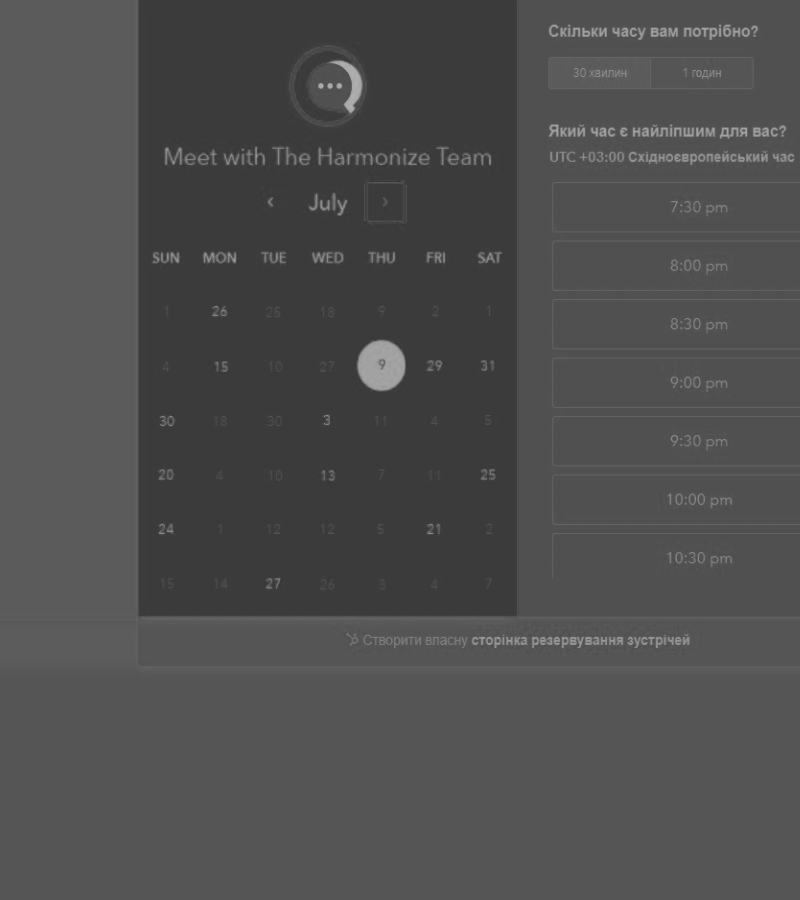 Meet with The Harmonize Team
‹ July ›
SUN MON TUE WED THU FRI SAT
1 26 25 18 9 2 1
4 15 10 27 9 29 31
30 18 30 3 11 4 5
20 4 10 13 7 11 25
24 1 12 12 5 21 2
15 14 27 26 3 4 7
Скільки часу вам потрібно?
30 хвилин 1 годин
Який час є найліпшим для вас?
UTC +03:00 Східноєвропейський час
7:30 pm
8:00 pm
8:30 pm
9:00 pm
9:30 pm
10:00 pm
10:30 pm
Створити власну сторінка резервування зустрічей